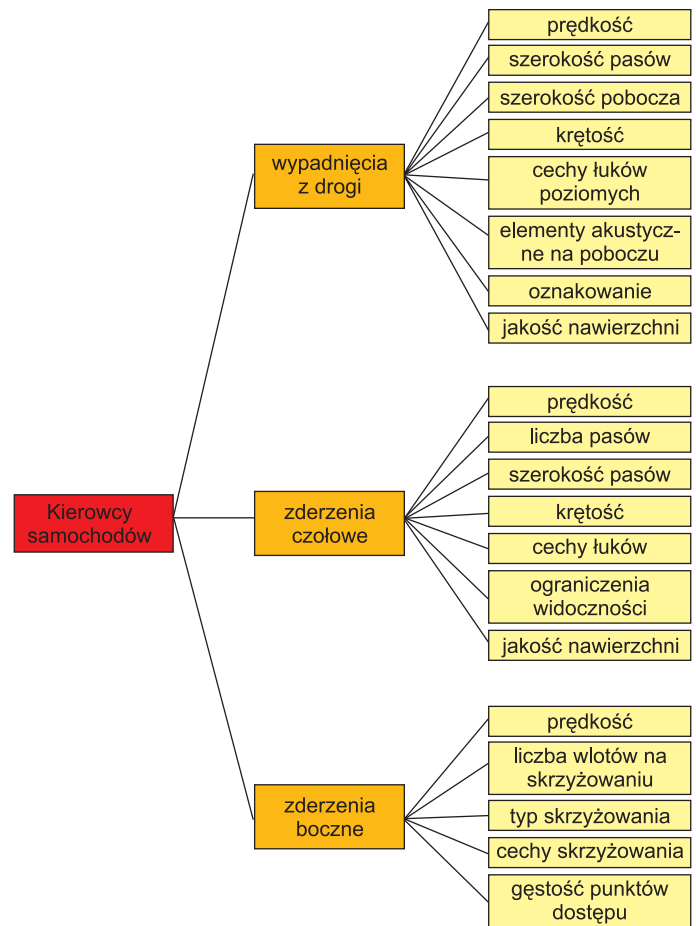 Kierowcy
samochodów
wypadnięcia
z drogi
prędkość
szerokość pasów
szerokość pobocza
krętość
cechy łuków
poziomych
elementy akustycz-
ne na poboczu
oznakowanie
jakość nawierzchni
zderzenia
czołowe
prędkość
liczba pasów
szerokość pasów
krętość
cechy łuków
ograniczenia
widoczności
jakość nawierzchni
zderzenia
boczne
prędkość
liczba wlotów na
skrzyżowaniu
typ skrzyżowania
cechy skrzyżowania
gęstość punktów
dostępu